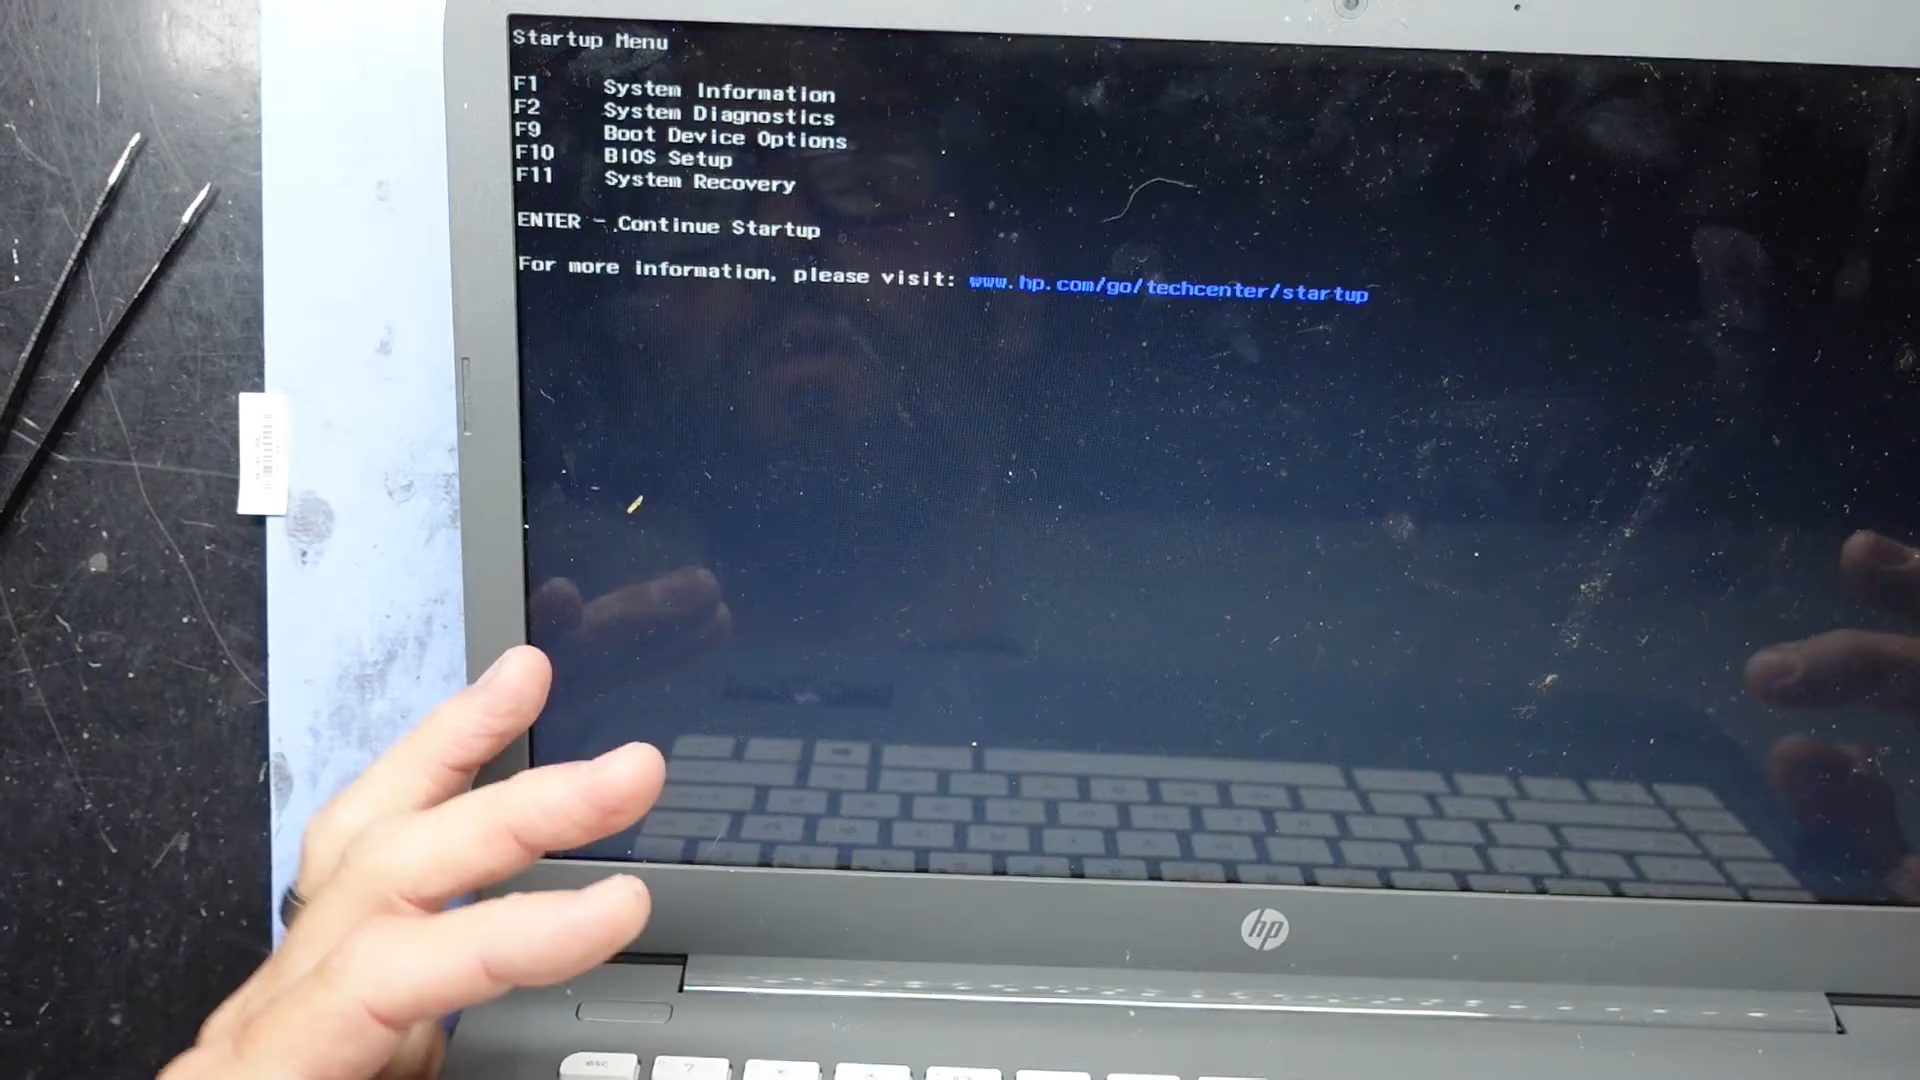 Startup Menu
F1 System Information
F2 System Diagnostics
F9 Boot Device Options
F10 BIOS Setup
F11 System Recovery
ENTER - Continue Startup
For more information, please visit: www.hp.com/go/techcenter/startup
hp
esc
?